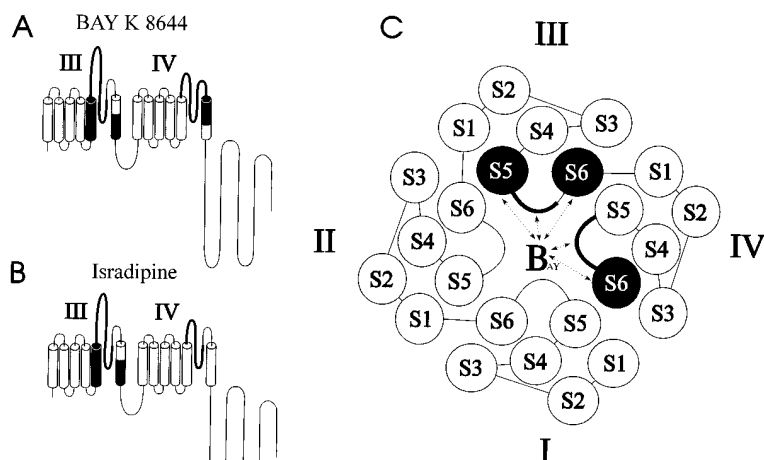 A
BAY K 8644
III IV
B
Isradipine
III IV
C
III
S2
S1 S4 S3
S5 S6 S1
S3 S6 S5 S2
II S4 S4 IV
B AY
S2 S5 S6
S1 S6 S5 S3
S3 S4 S1
S2
I